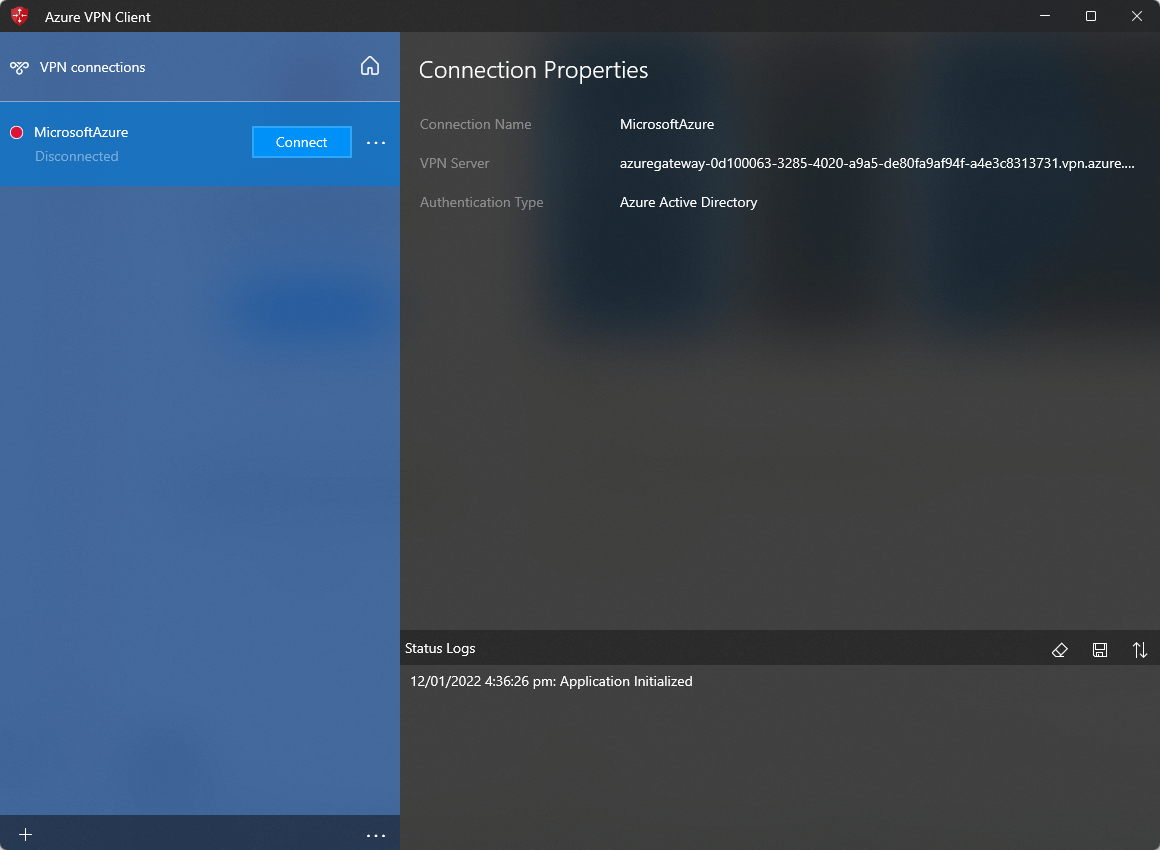 Azure VPN Client
VPN connections
MicrosoftAzure
Disconnected
Connect
Connection Properties
Connection Name MicrosoftAzure
VPN Server azuregateway-0d100063-3285-4020-a9a5-de80fa9af94f-a4e3c8313731.vpn.azure....
Authentication Type Azure Active Directory
Status Logs
12/01/2022 4:36:26 pm: Application Initialized